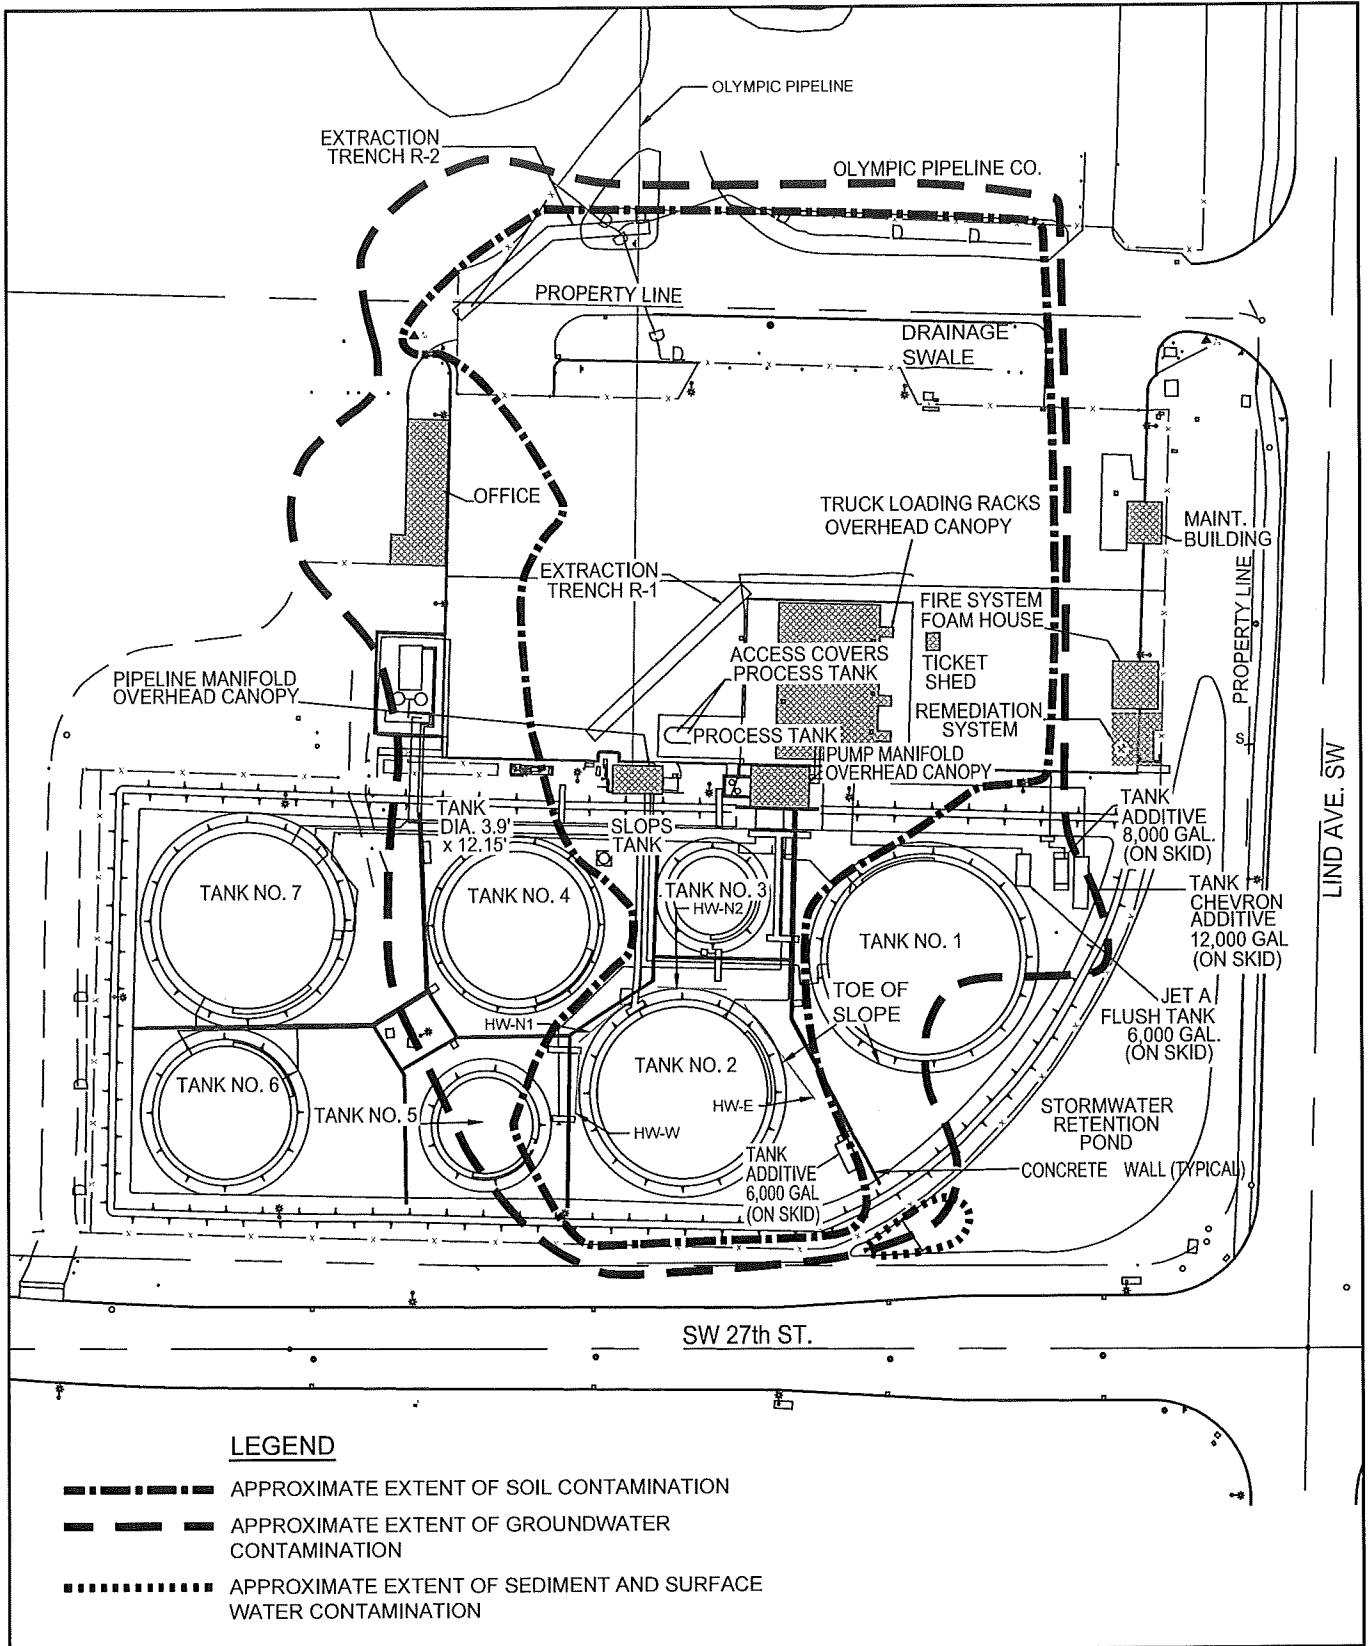 OLYMPIC PIPELINE
EXTRACTION
TRENCH R-2
OLYMPIC PIPELINE CO.
PROPERTY LINE
DRAINAGE
SWALE
OFFICE
TRUCK LOADING RACKS
OVERHEAD CANOPY
MAINT.
BUILDING
EXTRACTION
TRENCH R-1
FIRE SYSTEM
FOAM HOUSE
PROPERTY LINE
ACCESS COVERS
PROCESS TANK
TICKET
SHED
PIPELINE MANIFOLD
OVERHEAD CANOPY
REMEDIATION
SYSTEM
PROCESS TANK
PUMP MANIFOLD
OVERHEAD CANOPY
S
LIND AVE. SW
TANK
DIA. 3.9'
x 12.15'
SLOPS
TANK
TANK
ADDITIVE
8,000 GAL.
(ON SKID)
TANK NO. 7
TANK NO. 4
TANK NO. 3
HW-N2
TANK
CHEVRON
ADDITIVE
12,000 GAL
(ON SKID)
TANK NO. 1
TOE OF
SLOPE
JET A
FLUSH TANK
6,000 GAL.
(ON SKID)
HW-N1
TANK NO. 2
TANK NO. 6
TANK NO. 5
HW-E
HW-W
STORMWATER
RETENTION
POND
TANK
ADDITIVE
6,000 GAL
(ON SKID)
CONCRETE WALL (TYPICAL)
SW 27th ST.
LEGEND
APPROXIMATE EXTENT OF SOIL CONTAMINATION
APPROXIMATE EXTENT OF GROUNDWATER
CONTAMINATION
APPROXIMATE EXTENT OF SEDIMENT AND SURFACE
WATER CONTAMINATION